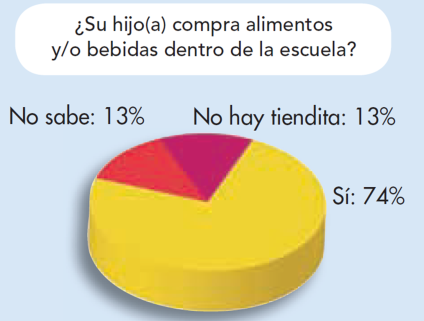 ¿Su hijo(a) compra alimentos
y/o bebidas dentro de la escuela?
No sabe: 13%
No hay tiendita: 13%
Sí: 74%